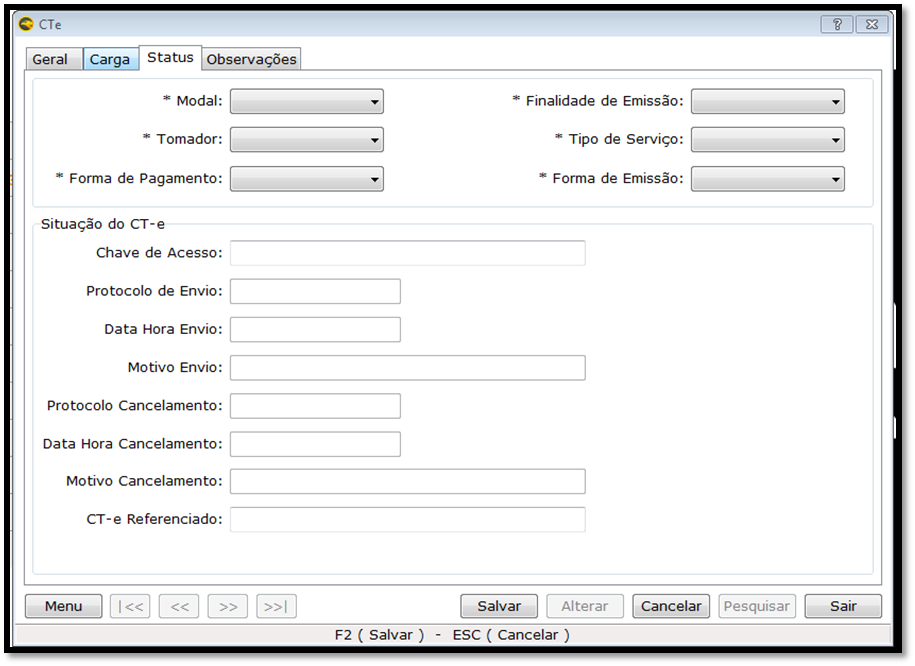 CTe
Geral Carga Status Observações
* Modal: * Finalidade de Emissão:
* Tomador: * Tipo de Serviço:
* Forma de Pagamento: * Forma de Emissão:
Situação do CT-e
Chave de Acesso:
Protocolo de Envio:
Data Hora Envio:
Motivo Envio:
Protocolo Cancelamento:
Data Hora Cancelamento:
Motivo Cancelamento:
CT-e Referenciado:
Menu |<< << >> >>| Salvar Alterar Cancelar Pesquisar Sair
F2 ( Salvar ) - ESC ( Cancelar )